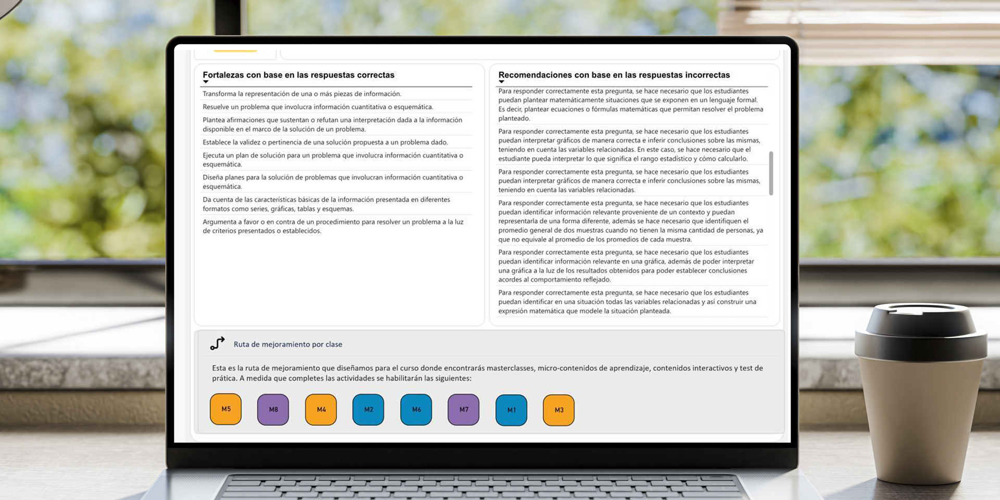 Fortalezas con base en las respuestas correctas
Transforma la representación de una o más piezas de información.
Resuelve un problema que involucra información cuantitativa o esquemática.
Plantea afirmaciones que sustentan o refutan una interpretación dada a la información
disponible en el marco de la solución de un problema.
Establece la validez o pertinencia de una solución propuesta a un problema dado.
Ejecuta un plan de solución para un problema que involucra información cuantitativa o
esquemática.
Diseña planes para la solución de problemas que involucran información cuantitativa o
esquemática.
Da cuenta de las características básicas de la información presentada en diferentes
formatos como series, gráficas, tablas y esquemas.
Argumenta a favor o en contra de un procedimiento para resolver un problema a la luz
de criterios presentados o establecidos.
Recomendaciones con base en las respuestas incorrectas
Para responder correctamente esta pregunta, se hace necesario que los estudiantes
puedan plantear matemáticamente situaciones que se exponen en un lenguaje formal.
Es decir, plantear ecuaciones o fórmulas matemáticas que permitan resolver el problema
planteado.
Para responder correctamente esta pregunta, se hace necesario que los estudiantes
puedan interpretar gráficos de manera correcta e inferir conclusiones sobre las mismas,
teniendo en cuenta las variables relacionadas. En este caso, se hace necesario que el
estudiante pueda interpretar lo que significa el rango estadístico y cómo calcularlo.
Para responder correctamente esta pregunta, se hace necesario que los estudiantes
puedan interpretar gráficos de manera correcta e inferir conclusiones sobre las mismas,
teniendo en cuenta las variables relacionadas.
Para responder correctamente esta pregunta, se hace necesario que los estudiantes
puedan identificar información relevante proveniente de un contexto y puedan
representarla de una forma diferente, además se hace necesario que identifiquen el
promedio general de dos muestras cuando no tienen la misma cantidad de personas, ya
que no equivale al promedio de los promedios de cada muestra.
Para responder correctamente esta pregunta, se hace necesario que los estudiantes
puedan identificar información relevante en una gráfica, además de poder interpretar
una gráfica a la luz de los resultados obtenidos para poder establecer conclusiones
acordes al comportamiento reflejado.
Para responder correctamente esta pregunta, se hace necesario que los estudiantes
puedan identificar en una situación todas las variables relacionadas y así construir una
expresión matemática que modele la situación planteada.
Ruta de mejoramiento por clase
Esta es la ruta de mejoramiento que diseñamos para el curso donde encontrarás masterclasses, micro-contenidos de aprendizaje, contenidos interactivos y test de
prática. A medida que completes las actividades se habilitarán las siguientes:
M5 M8 M4 M2 M6 M7 M1 M3